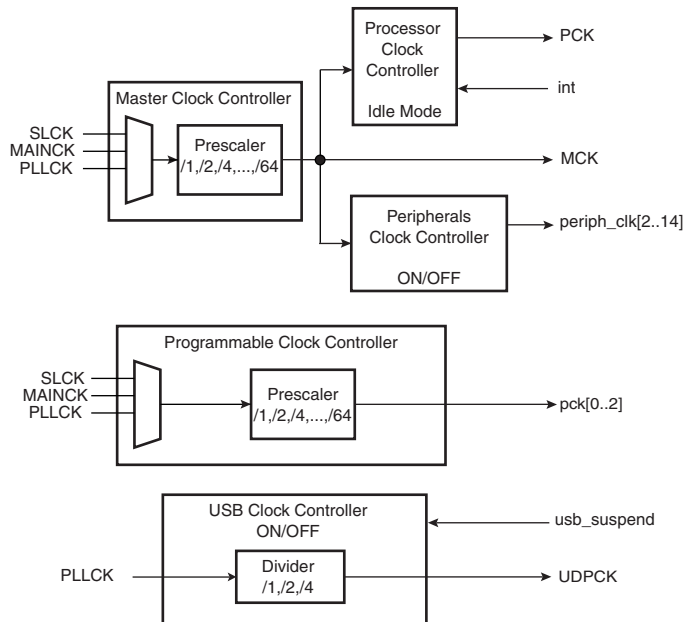 Processor
Clock
Controller
Idle Mode
PCK
int
Master Clock Controller
SLCK
MAINCK
PLLCK
Prescaler
/1,/2,/4,...,/64
MCK
Peripherals
Clock Controller
ON/OFF
periph_clk[2..14]
Programmable Clock Controller
SLCK
MAINCK
PLLCK
Prescaler
/1,/2,/4,...,/64
pck[0..2]
USB Clock Controller
ON/OFF
usb_suspend
PLLCK
Divider
/1,/2,/4
UDPCK